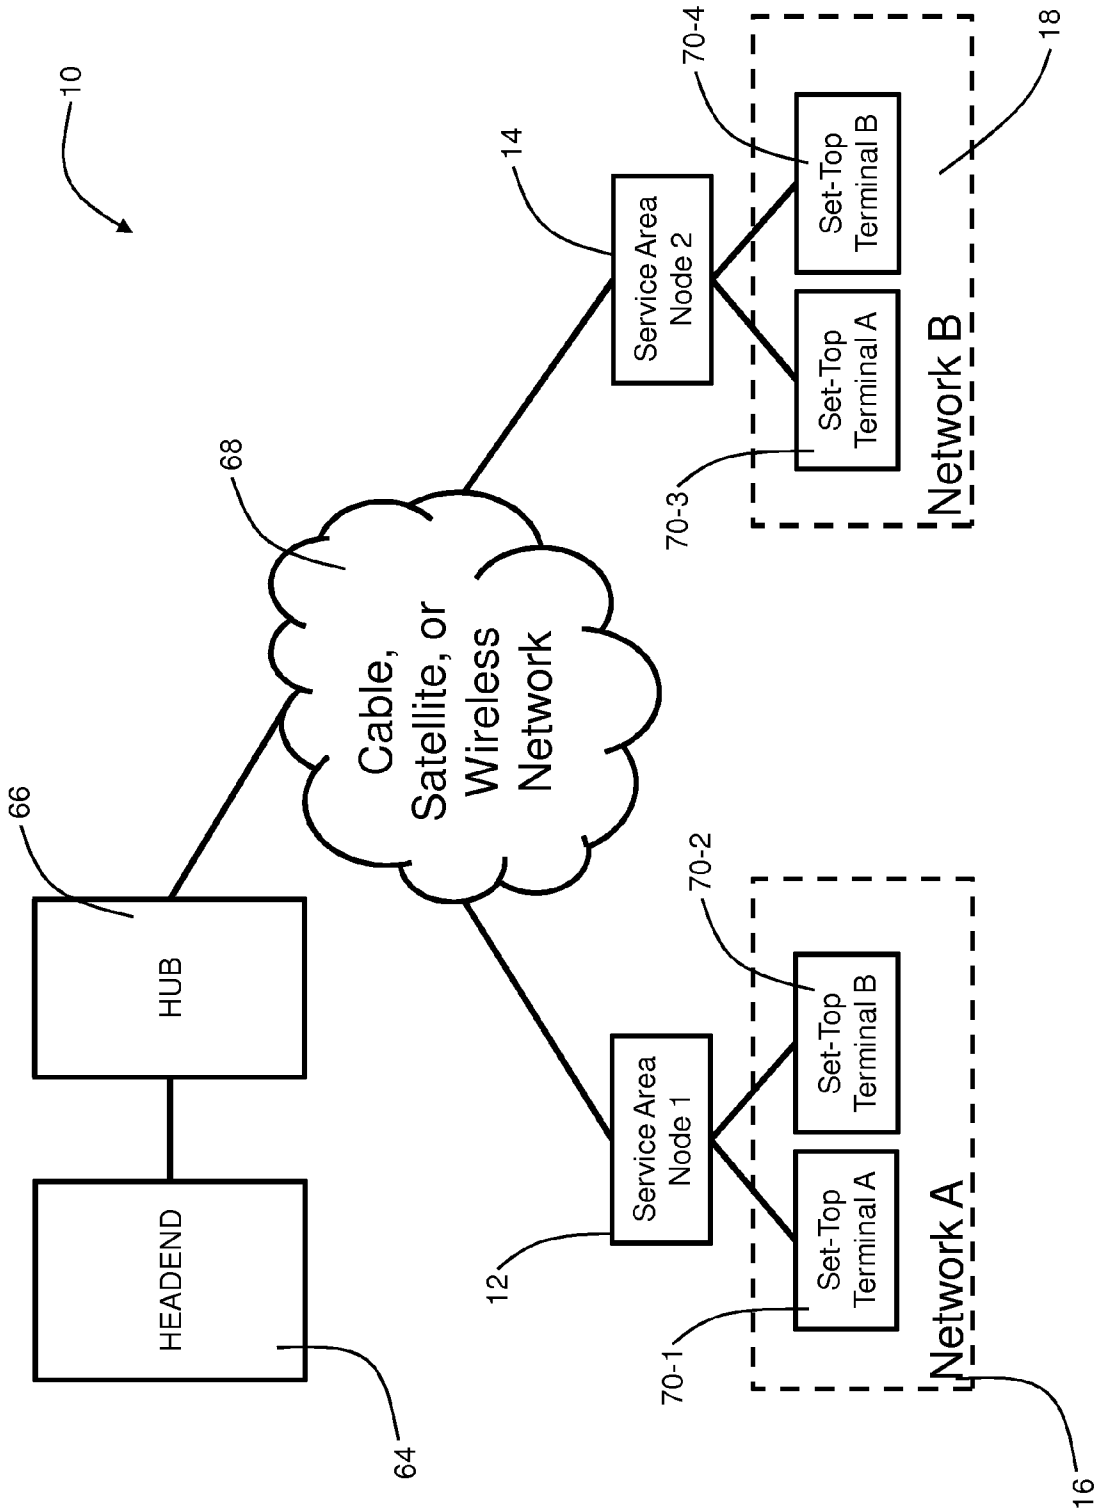 10
HEADEND
64
HUB
66
Cable,
Satellite, or
Wireless
Network
68
Service Area
Node 1
12
Service Area
Node 2
14
Set-Top
Terminal A
70-1
Set-Top
Terminal B
70-2
Network A
16
Set-Top
Terminal A
70-3
Set-Top
Terminal B
70-4
Network B
18